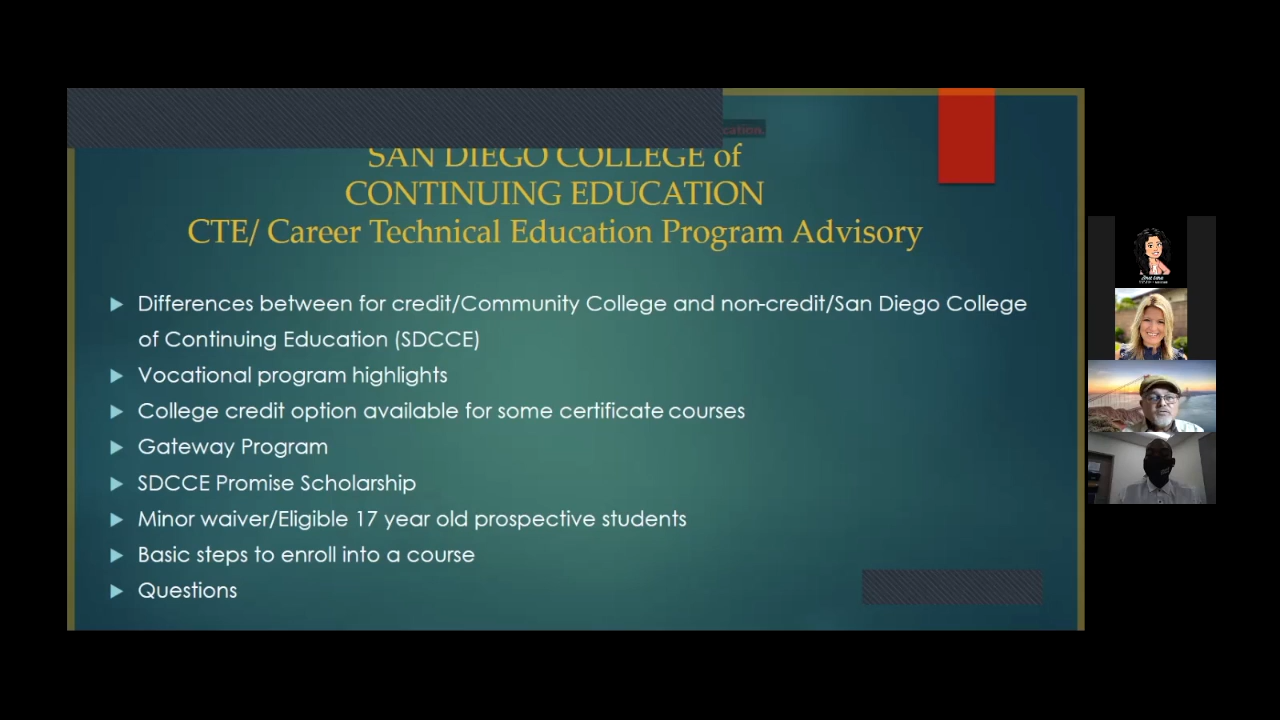 SAN DIEGO COLLEGE of
CONTINUING EDUCATION
CTE/ Career Technical Education Program Advisory
Differences between for credit/Community College and non-credit/San Diego College
of Continuing Education (SDCCE)
Vocational program highlights
College credit option available for some certificate courses
Gateway Program
SDCCE Promise Scholarship
Minor waiver/Eligible 17 year old prospective students
Basic steps to enroll into a course
Questions